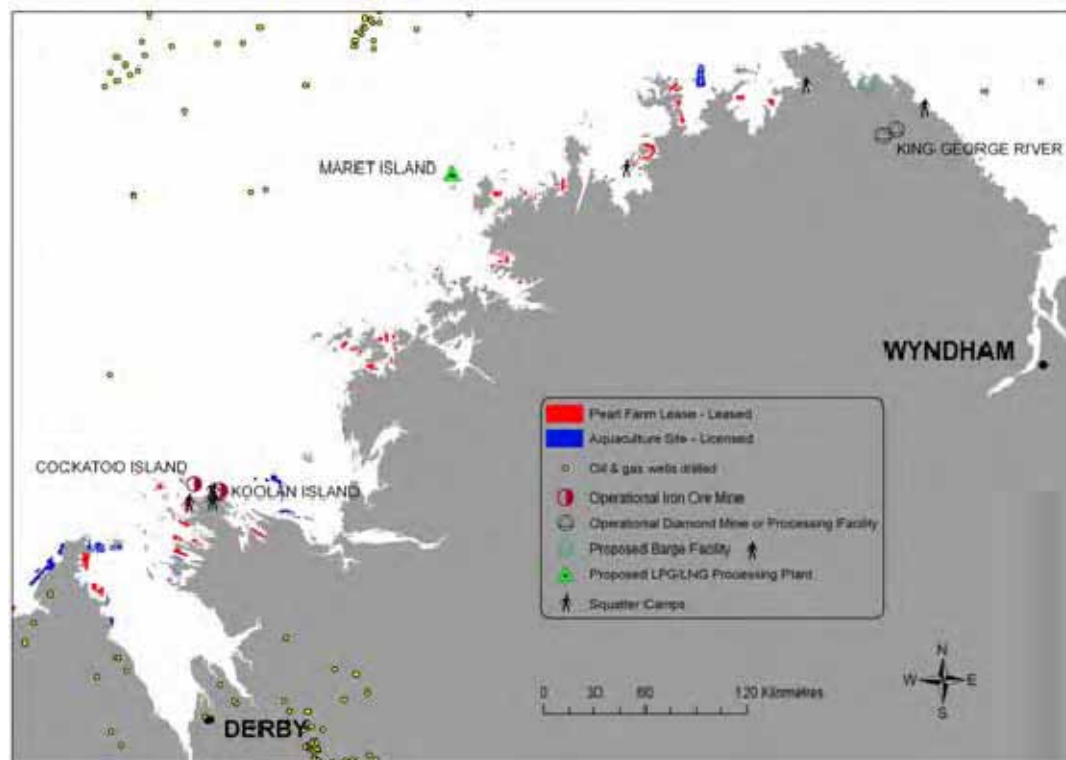 MARET ISLAND
KING GEORGE RIVER
WYNDHAM
COCKATOO ISLAND
KOOLAN ISLAND
DERBY
Pearl Farm Lease - Leased
Aquaculture Site - Licensed
Oil & gas wells drilled
Operational Iron Ore Mine
Operational Diamond Mine or Processing Facility
Proposed Barge Facility
Proposed LPG/LNG Processing Plant
Squatter Camps
0 30 60 120 Kilometres
N
W E
S